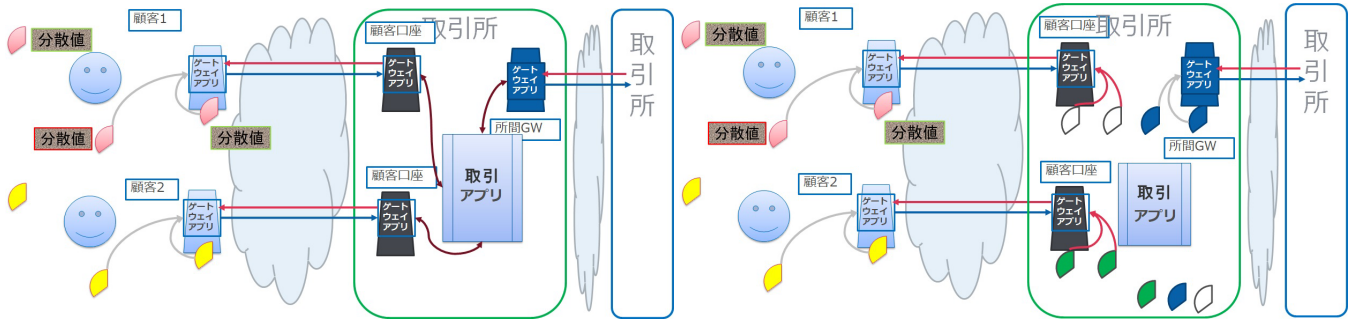 顧客1
分散値
ゲート
ウェイ
アプリ
分散値
分散値
顧客2
ゲート
ウェイ
アプリ
取引所
顧客口座
ゲート
ウェイ
アプリ
ゲート
ウェイ
アプリ
所間GW
顧客口座
ゲート
ウェイ
アプリ
取引
アプリ
取
引
所
顧客1
分散値
ゲート
ウェイ
アプリ
分散値
分散値
顧客2
ゲート
ウェイ
アプリ
取引所
顧客口座
ゲート
ウェイ
アプリ
ゲート
ウェイ
アプリ
所間GW
顧客口座
ゲート
ウェイ
アプリ
取引
アプリ
取
引
所